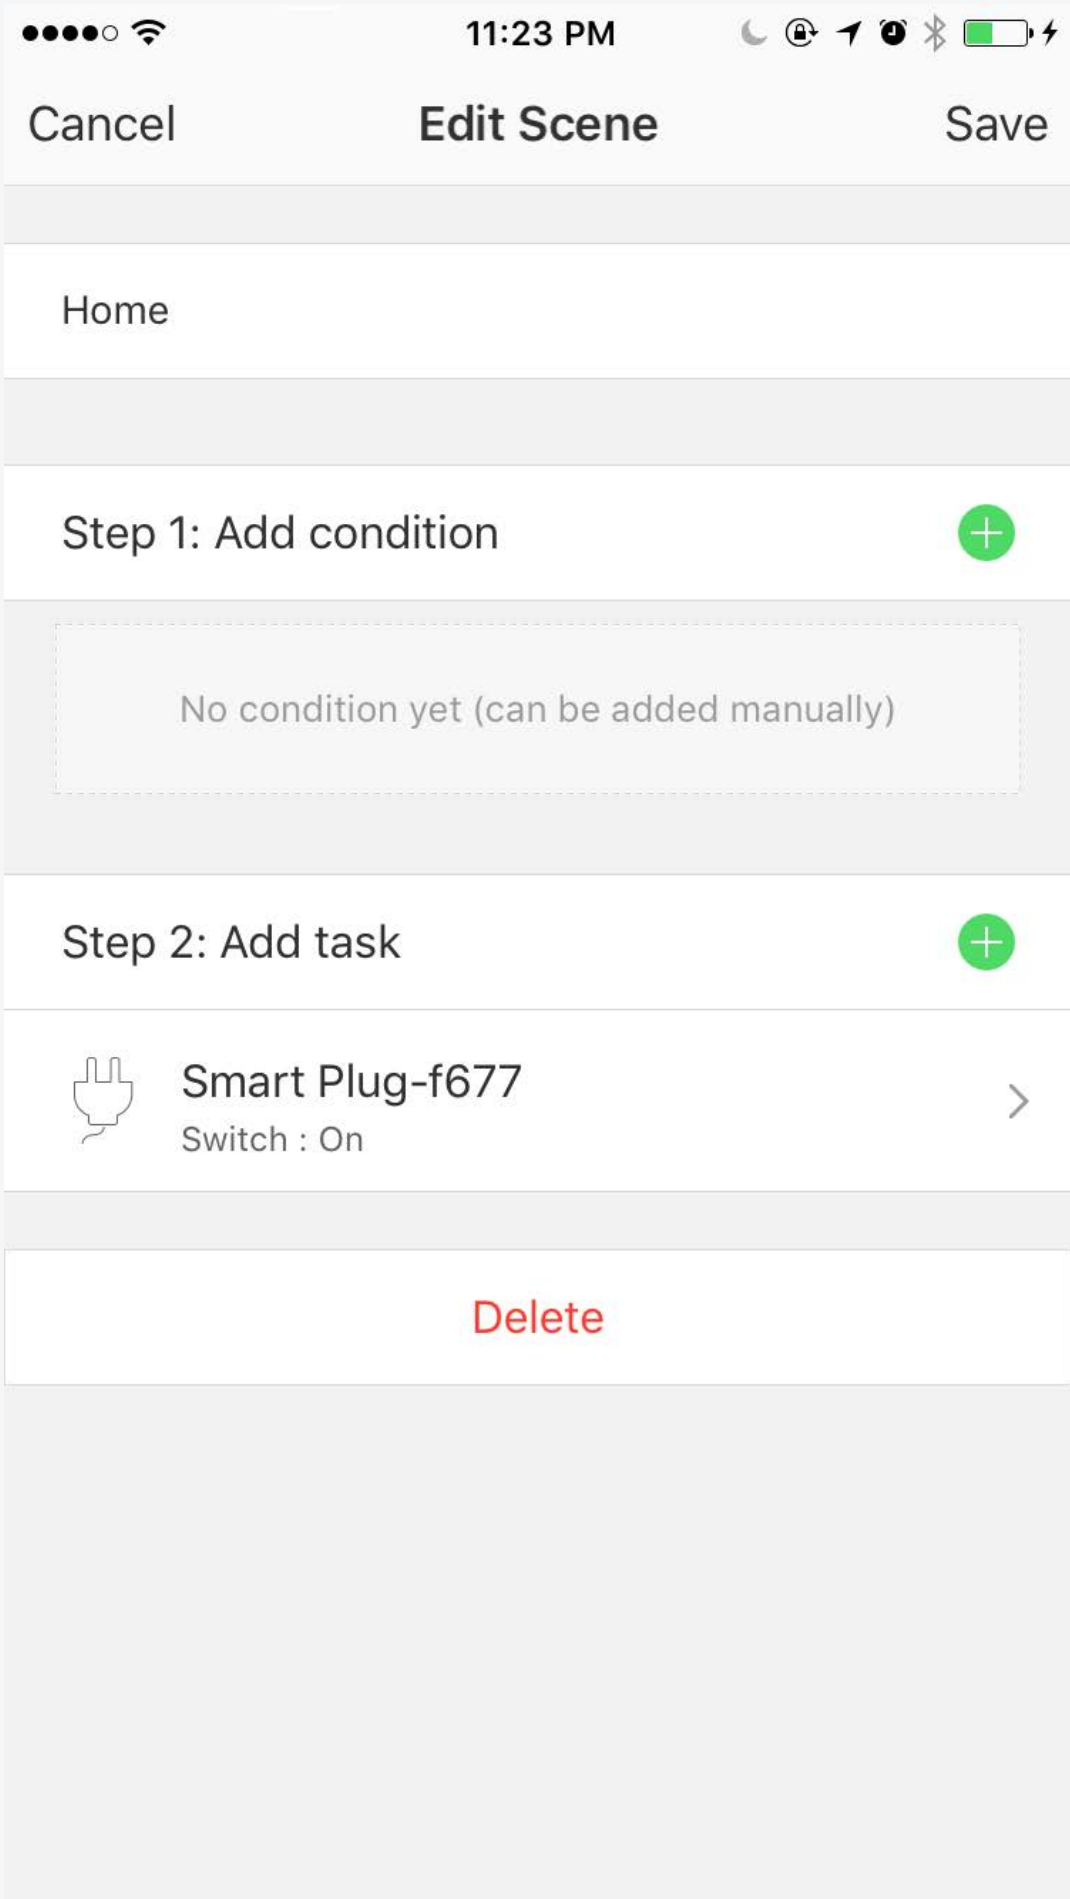 11:23 PM
Cancel
Edit Scene
Save
Home
Step 1: Add condition
No condition yet (can be added manually)
Step 2: Add task
Smart Plug-f677
Switch : On
Delete